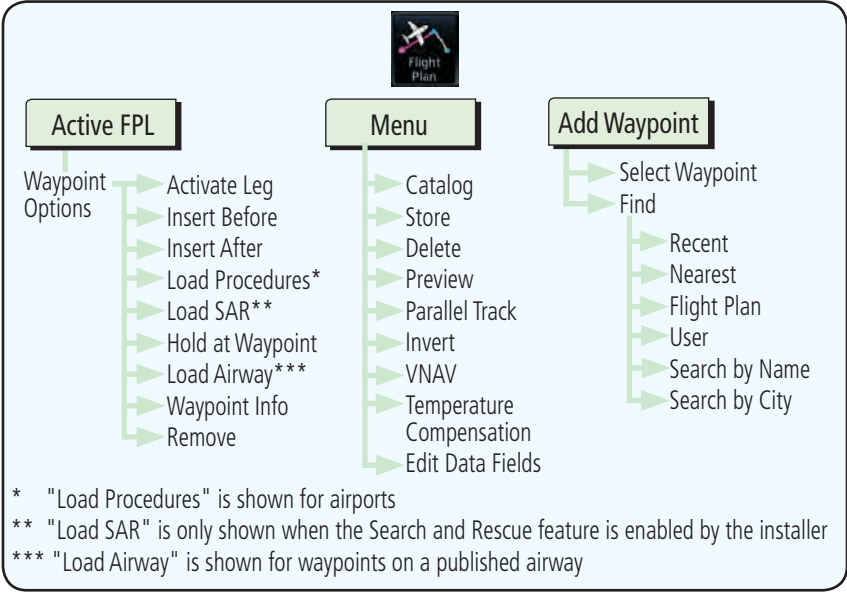 Flight
Plan
Active FPL
Waypoint
Options
Activate Leg
Insert Before
Insert After
Load Procedures*
Load SAR**
Hold at Waypoint
Load Airway***
Waypoint Info
Remove
Menu
Catalog
Store
Delete
Preview
Parallel Track
Invert
VNAV
Temperature
Compensation
Edit Data Fields
Add Waypoint
Select Waypoint
Find
Recent
Nearest
Flight Plan
User
Search by Name
Search by City
* "Load Procedures" is shown for airports
** "Load SAR" is only shown when the Search and Rescue feature is enabled by the installer
*** "Load Airway" is shown for waypoints on a published airway